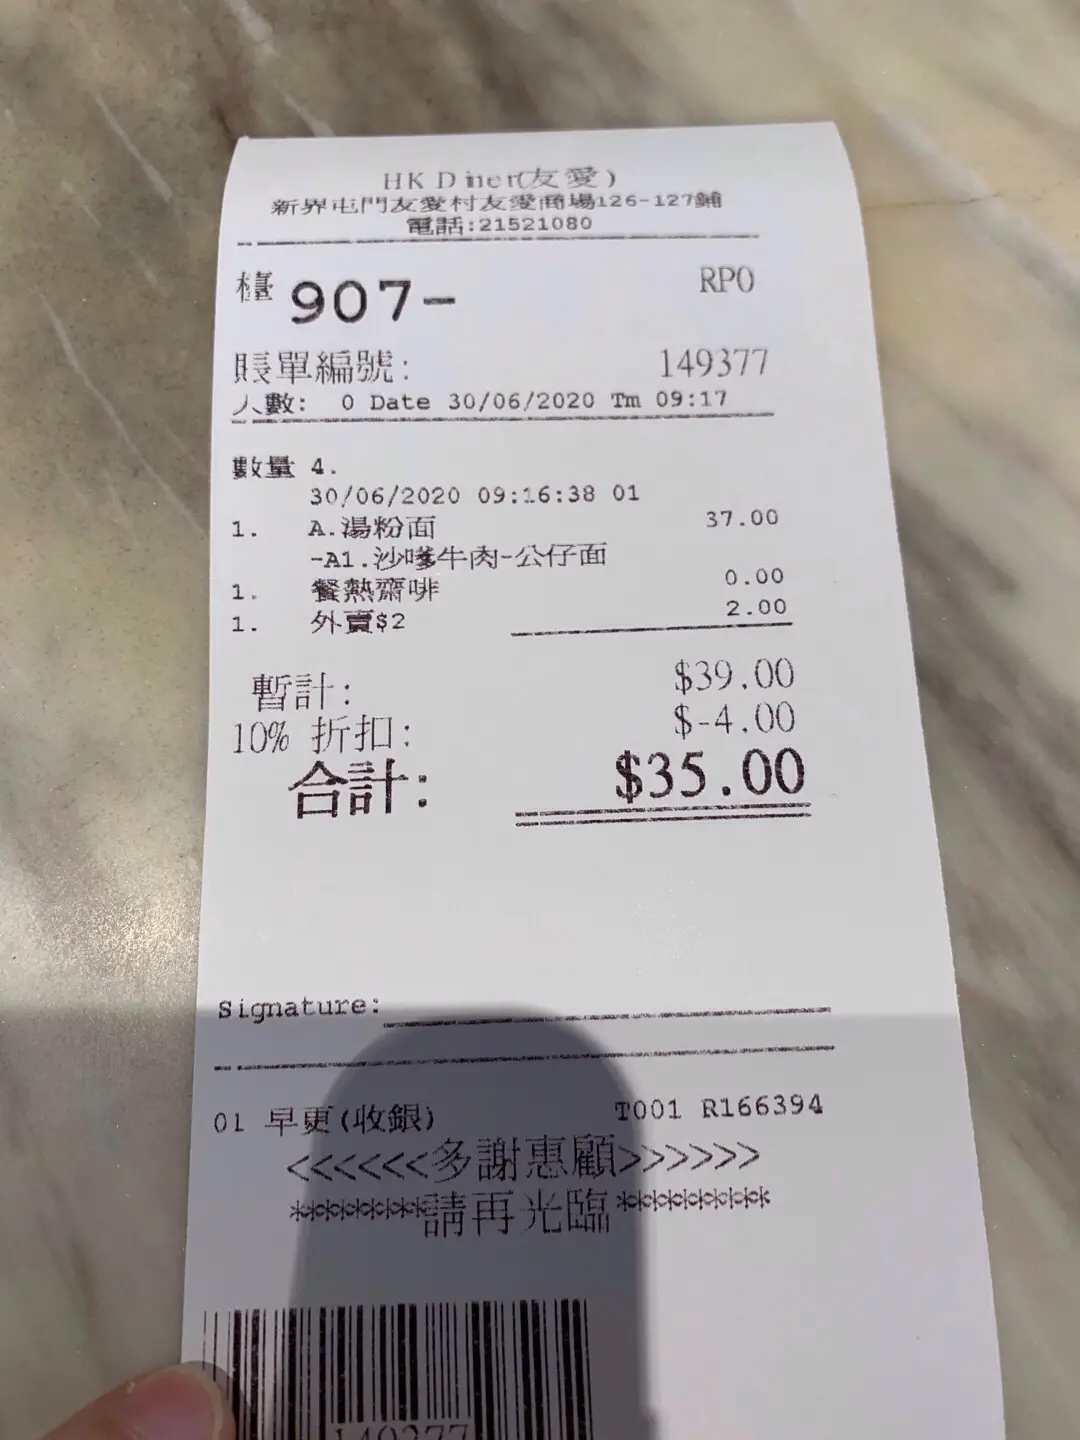 HK Diner(友愛)
新界屯門友愛村友愛商場126-127鋪
電話:21521080
檯 907- RP0
賬單編號: 149377
人數: 0 Date 30/06/2020 Tm 09:17
數量 4.
30/06/2020 09:16:38 01
1. A.湯粉面 37.00
-A1.沙嗲牛肉-公仔面
1. 餐熱齋啡 0.00
1. 外賣$2 2.00
暫計: $39.00
10% 折扣: $-4.00
合計: $35.00
Signature:
01 早更(收銀) T001 R166394
<<<<<<多謝惠顧>>>>>>
*********請再光臨**********
149377